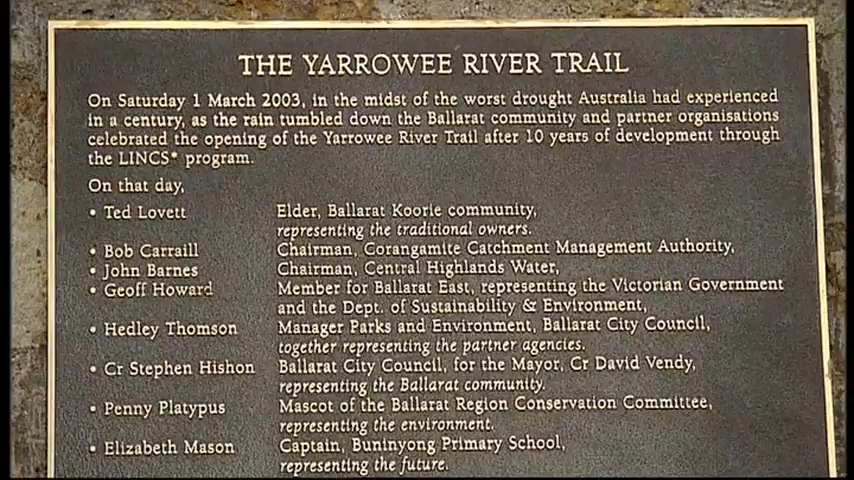 THE YARROWEE RIVER TRAIL
On Saturday 1 March 2003, in the midst of the worst drought Australia had experienced
in a century, as the rain tumbled down the Ballarat community and partner organisations
celebrated the opening of the Yarrowee River Trail after 10 years of development through
the LINCS* program.
On that day,
• Ted Lovett Elder, Ballarat Koorie community,
representing the traditional owners.
• Bob Carraill Chairman, Corangamite Catchment Management Authority,
• John Barnes Chairman, Central Highlands Water,
• Geoff Howard Member for Ballarat East, representing the Victorian Government
and the Dept. of Sustainability & Environment,
• Hedley Thomson Manager Parks and Environment, Ballarat City Council,
together representing the partner agencies.
• Cr Stephen Hishon Ballarat City Council, for the Mayor, Cr David Vendy,
representing the Ballarat community.
• Penny Platypus Mascot of the Ballarat Region Conservation Committee,
representing the environment.
• Elizabeth Mason Captain, Buninyong Primary School,
representing the future.